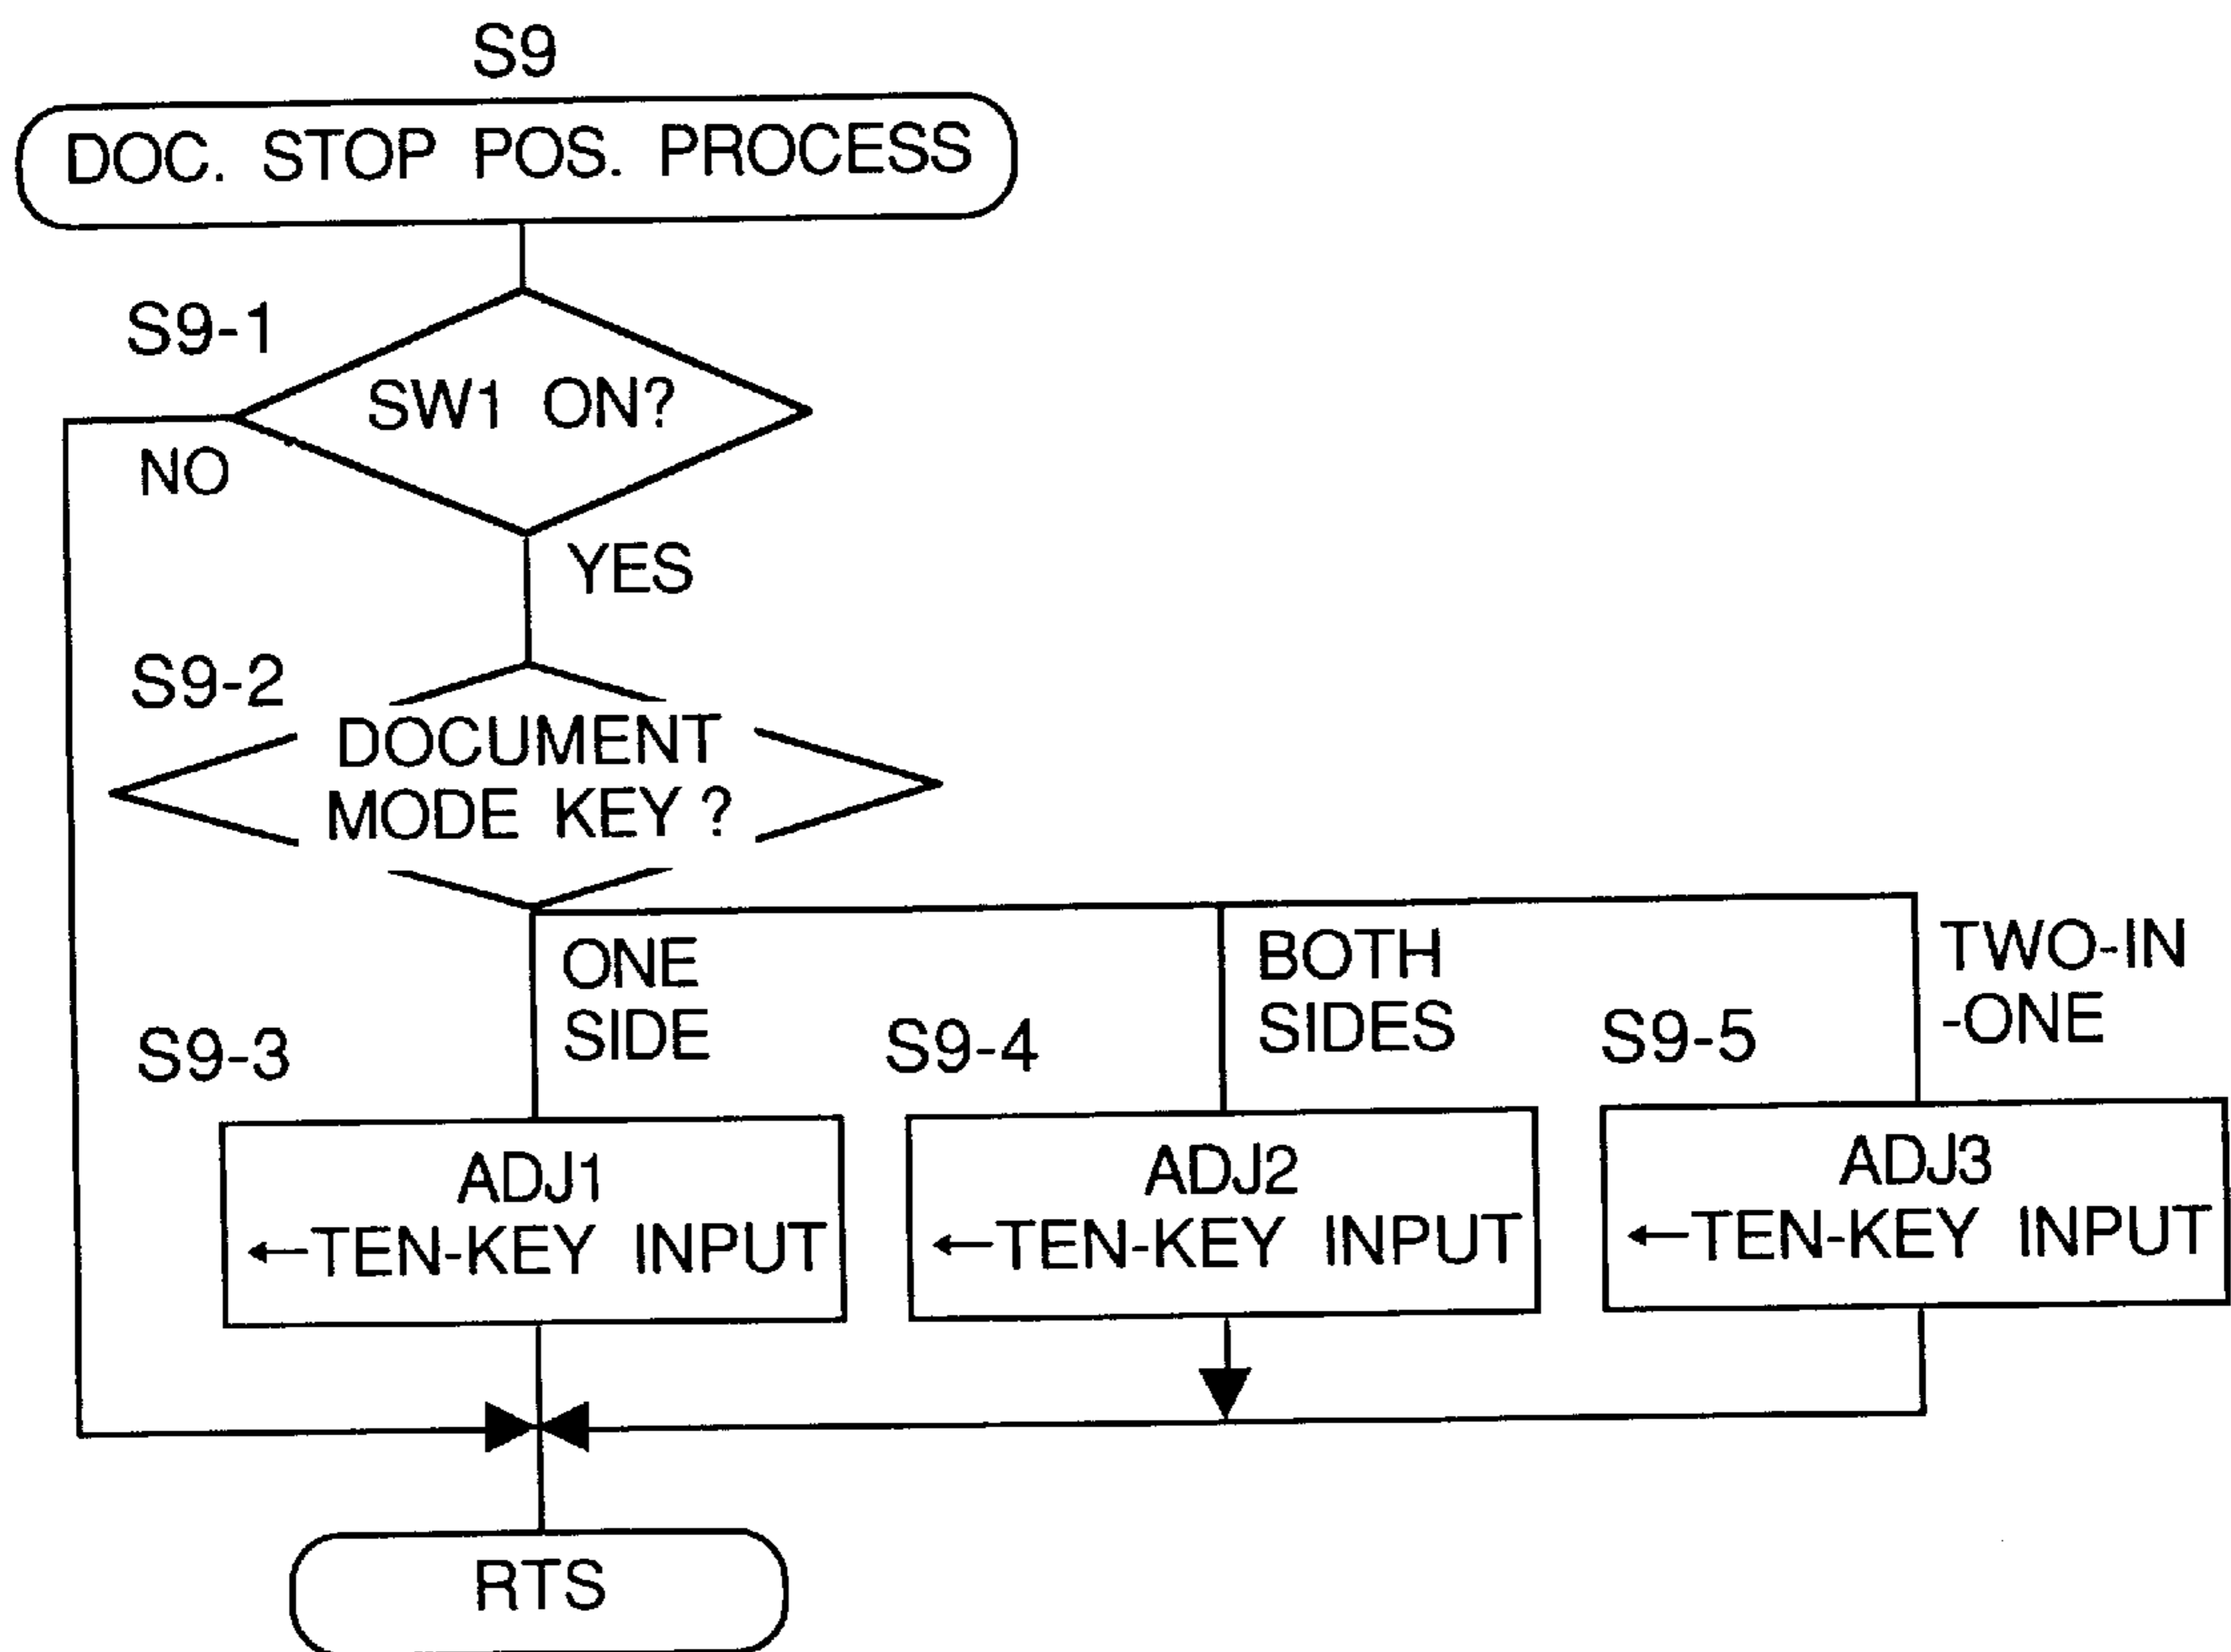 S9
DOC. STOP POS. PROCESS
S9-1
SW1 ON?
NO
YES
S9-2
DOCUMENT
MODE KEY ?
ONE
SIDE
BOTH
SIDES
TWO-IN
-ONE
S9-3
S9-4
S9-5
ADJ1
←TEN-KEY INPUT
ADJ2
←TEN-KEY INPUT
ADJ3
←TEN-KEY INPUT
RTS